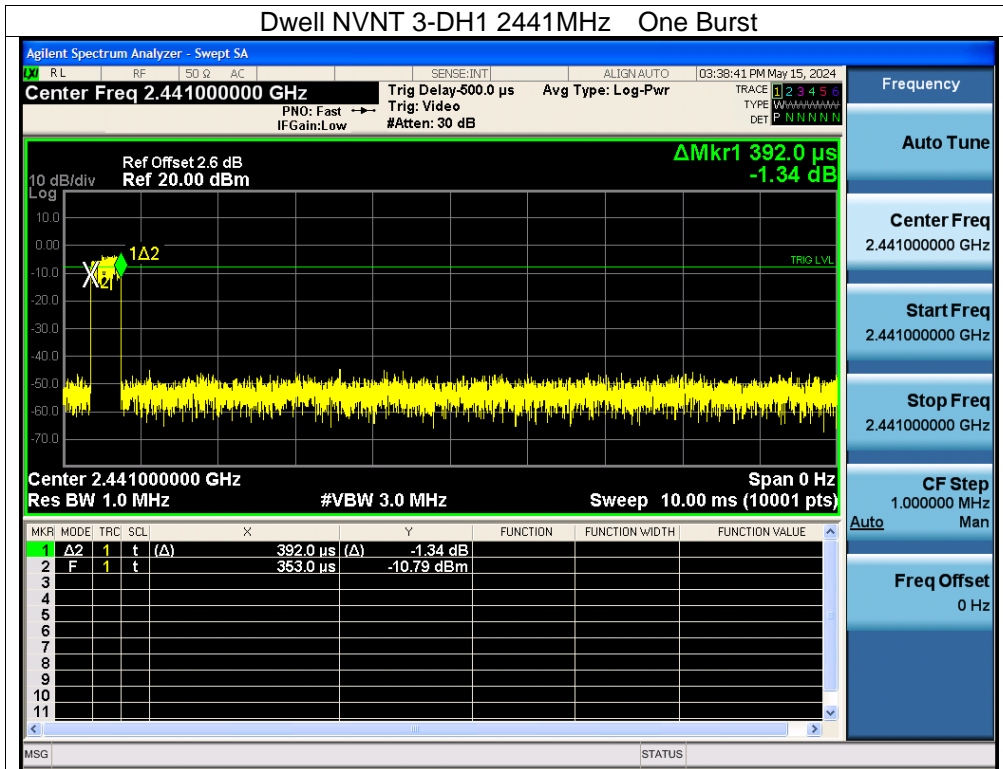 Dwell NVNT 3-DH1 2441MHz One Burst
Agilent Spectrum Analyzer - Swept SA
LXI RL RF 50 Ω AC SENSE:INT ALIGN AUTO 03:38:41 PM May 15, 2024
Center Freq 2.441000000 GHz
PNO: Fast
IFGain:Low
Trig Delay-500.0 µs
Trig: Video
#Atten: 30 dB
Avg Type: Log-Pwr
TRACE 1 2 3 4 5 6
TYPE WWWWWW
DET P N N N N N
Ref Offset 2.6 dB
Ref 20.00 dBm
10 dB/div
Log
ΔMkr1 392.0 µs
-1.34 dB
10.0
0.00
-10.0
-20.0
-30.0
-40.0
-50.0
-60.0
-70.0
1Δ2
2
TRIG LVL
Center 2.441000000 GHz Span 0 Hz
Res BW 1.0 MHz #VBW 3.0 MHz Sweep 10.00 ms (10001 pts)
MKR MODE TRC SCL X Y FUNCTION FUNCTION WIDTH FUNCTION VALUE
1 Δ2 1 t (Δ) 392.0 µs (Δ) -1.34 dB
2 F 1 t 353.0 µs -10.79 dBm
3
4
5
6
7
8
9
10
11
MSG STATUS
Frequency
Auto Tune
Center Freq
2.441000000 GHz
Start Freq
2.441000000 GHz
Stop Freq
2.441000000 GHz
CF Step
1.000000 MHz
Auto Man
Freq Offset
0 Hz